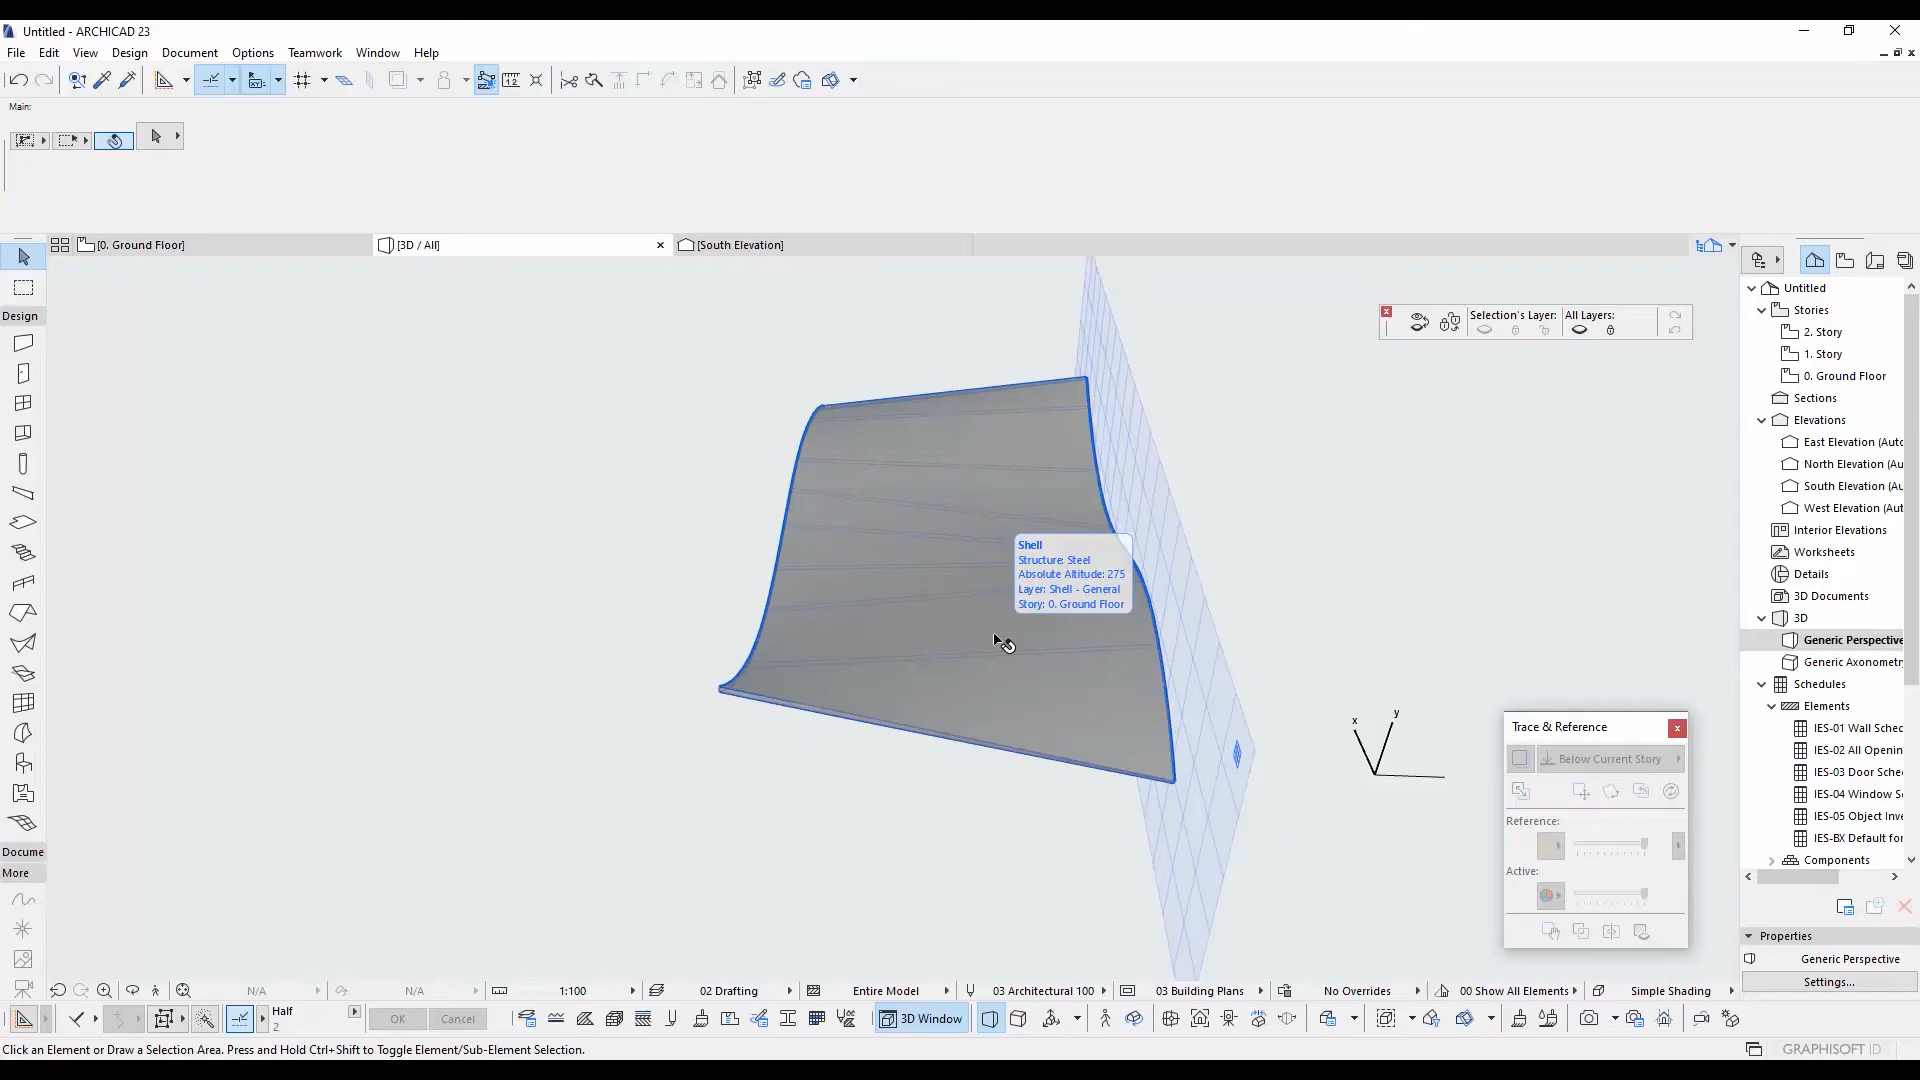 Untitled - ARCHICAD 23
File Edit View Design Document Options Teamwork Window Help
Main:
[0. Ground Floor]
[3D / All]
[South Elevation]
Design
Selection's Layer:
All Layers:
Shell
Structure: Steel
Absolute Altitude: 275
Layer: Shell - General
Story: 0. Ground Floor
x
y
Untitled
Stories
2. Story
1. Story
0. Ground Floor
Sections
Elevations
East Elevation (Auto
North Elevation (Au
South Elevation (Au
West Elevation (Aut
Interior Elevations
Worksheets
Details
3D Documents
3D
Generic Perspective
Generic Axonometr
Schedules
Elements
IES-01 Wall Sched
IES-02 All Opening
IES-03 Door Sched
IES-04 Window Sc
IES-05 Object Inve
IES-BX Default for
Components
Trace & Reference
Below Current Story
Reference:
Active:
Docume
More
Properties
Generic Perspective
Settings...
N/A
N/A
1:100
02 Drafting
Entire Model
03 Architectural 100
03 Building Plans
No Overrides
00 Show All Elements
Simple Shading
Half
2
OK
Cancel
3D Window
Click an Element or Draw a Selection Area. Press and Hold Ctrl+Shift to Toggle Element/Sub-Element Selection.
GRAPHISOFT ID